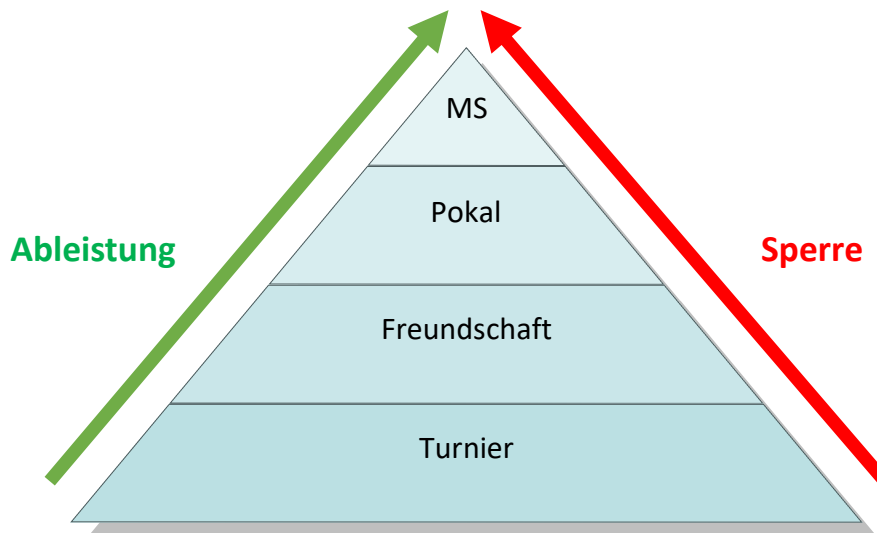 MS
Pokal
Ableistung
Sperre
Freundschaft
Turnier